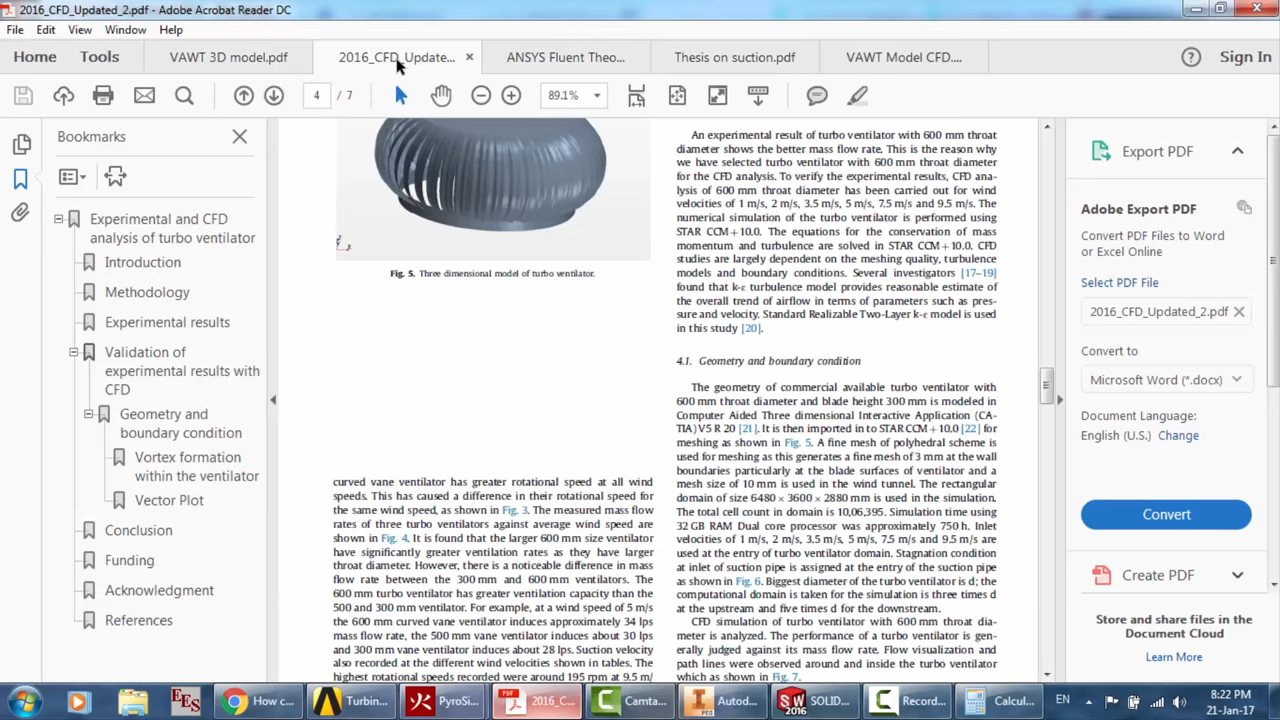 2016_CFD_Updated_2.pdf - Adobe Acrobat Reader DC
File Edit View Window Help
Home Tools VAWT 3D model.pdf 2016_CFD_Update... × ANSYS Fluent Theo... Thesis on suction.pdf VAWT Model CFD.... ? Sign In
4 / 7 89.1%
Bookmarks
Experimental and CFD
analysis of turbo ventilator
Introduction
Methodology
Experimental results
Validation of
experimental results with
CFD
Geometry and
boundary condition
Vortex formation
within the ventilator
Vector Plot
Conclusion
Funding
Acknowledgment
References
Fig. 5. Three dimensional model of turbo ventilator.
curved vane ventilator has greater rotational speed at all wind
speeds. This has caused a difference in their rotational speed for
the same wind speed, as shown in Fig. 3. The measured mass flow
rates of three turbo ventilators against average wind speed are
shown in Fig. 4. It is found that the larger 600 mm size ventilator
have significantly greater ventilation rates as they have larger
throat diameter. However, there is a noticeable difference in mass
flow rate between the 300 mm and 600 mm ventilators. The
600 mm turbo ventilator has greater ventilation capacity than the
500 and 300 mm ventilator. For example, at a wind speed of 5 m/s
the 600 mm curved vane ventilator induces approximately 34 lps
mass flow rate, the 500 mm vane ventilator induces about 30 lps
and 300 mm vane ventilator induces about 28 lps. Suction velocity
also recorded at the different wind velocities shown in tables. The
highest rotational speeds recorded were around 195 rpm at 9.5 m/
An experimental result of turbo ventilator with 600 mm throat
diameter shows the better mass flow rate. This is the reason why
we have selected turbo ventilator with 600 mm throat diameter
for the CFD analysis. To verify the experimental results, CFD ana-
lysis of 600 mm throat diameter has been carried out for wind
velocities of 1 m/s, 2 m/s, 3.5 m/s, 5 m/s, 7.5 m/s and 9.5 m/s. The
numerical simulation of the turbo ventilator is performed using
STAR CCM+10.0. The equations for the conservation of mass
momentum and turbulence are solved in STAR CCM+10.0. CFD
studies are largely dependent on the meshing quality, turbulence
models and boundary conditions. Several investigators [17–19]
found that k-ε turbulence model provides reasonable estimate of
the overall trend of airflow in terms of parameters such as pres-
sure and velocity. Standard Realizable Two-Layer k-ε model is used
in this study [20].
4.1. Geometry and boundary condition
The geometry of commercial available turbo ventilator with
600 mm throat diameter and blade height 300 mm is modeled in
Computer Aided Three dimensional Interactive Application (CA-
TIA) V5 R 20 [21]. It is then imported in to STAR CCM+10.0 [22] for
meshing as shown in Fig. 5. A fine mesh of polyhedral scheme is
used for meshing as this generates a fine mesh of 3 mm at the wall
boundaries particularly at the blade surfaces of ventilator and a
mesh size of 10 mm is used in the wind tunnel. The rectangular
domain of size 6480 × 3600 × 2880 mm is used in the simulation.
The total cell count in domain is 10,06,395. Simulation time using
32 GB RAM Dual core processor was approximately 750 h. Inlet
velocities of 1 m/s, 2 m/s, 3.5 m/s, 5 m/s, 7.5 m/s and 9.5 m/s are
used at the entry of turbo ventilator domain. Stagnation condition
at inlet of suction pipe is assigned at the entry of the suction pipe
as shown in Fig. 6. Biggest diameter of the turbo ventilator is d; the
computational domain is taken for the simulation is three times d
at the upstream and five times d for the downstream.
CFD simulation of turbo ventilator with 600 mm throat dia-
meter is analyzed. The performance of a turbo ventilator is gen-
erally judged against its mass flow rate. Flow visualization and
path lines were observed around and inside the turbo ventilator
which as shown in Fig. 7.
Export PDF
Adobe Export PDF
Convert PDF Files to Word
or Excel Online
Select PDF File
2016_CFD_Updated_2.pdf
Convert to
Microsoft Word (*.docx)
Document Language:
English (U.S.) Change
Convert
Create PDF
Store and share files in the
Document Cloud
Learn More
EES How c... Turbin... PyroSi... 2016_C... Camta... Autod... SOLID... Record... Calcul... EN 8:22 PM
21-Jan-17